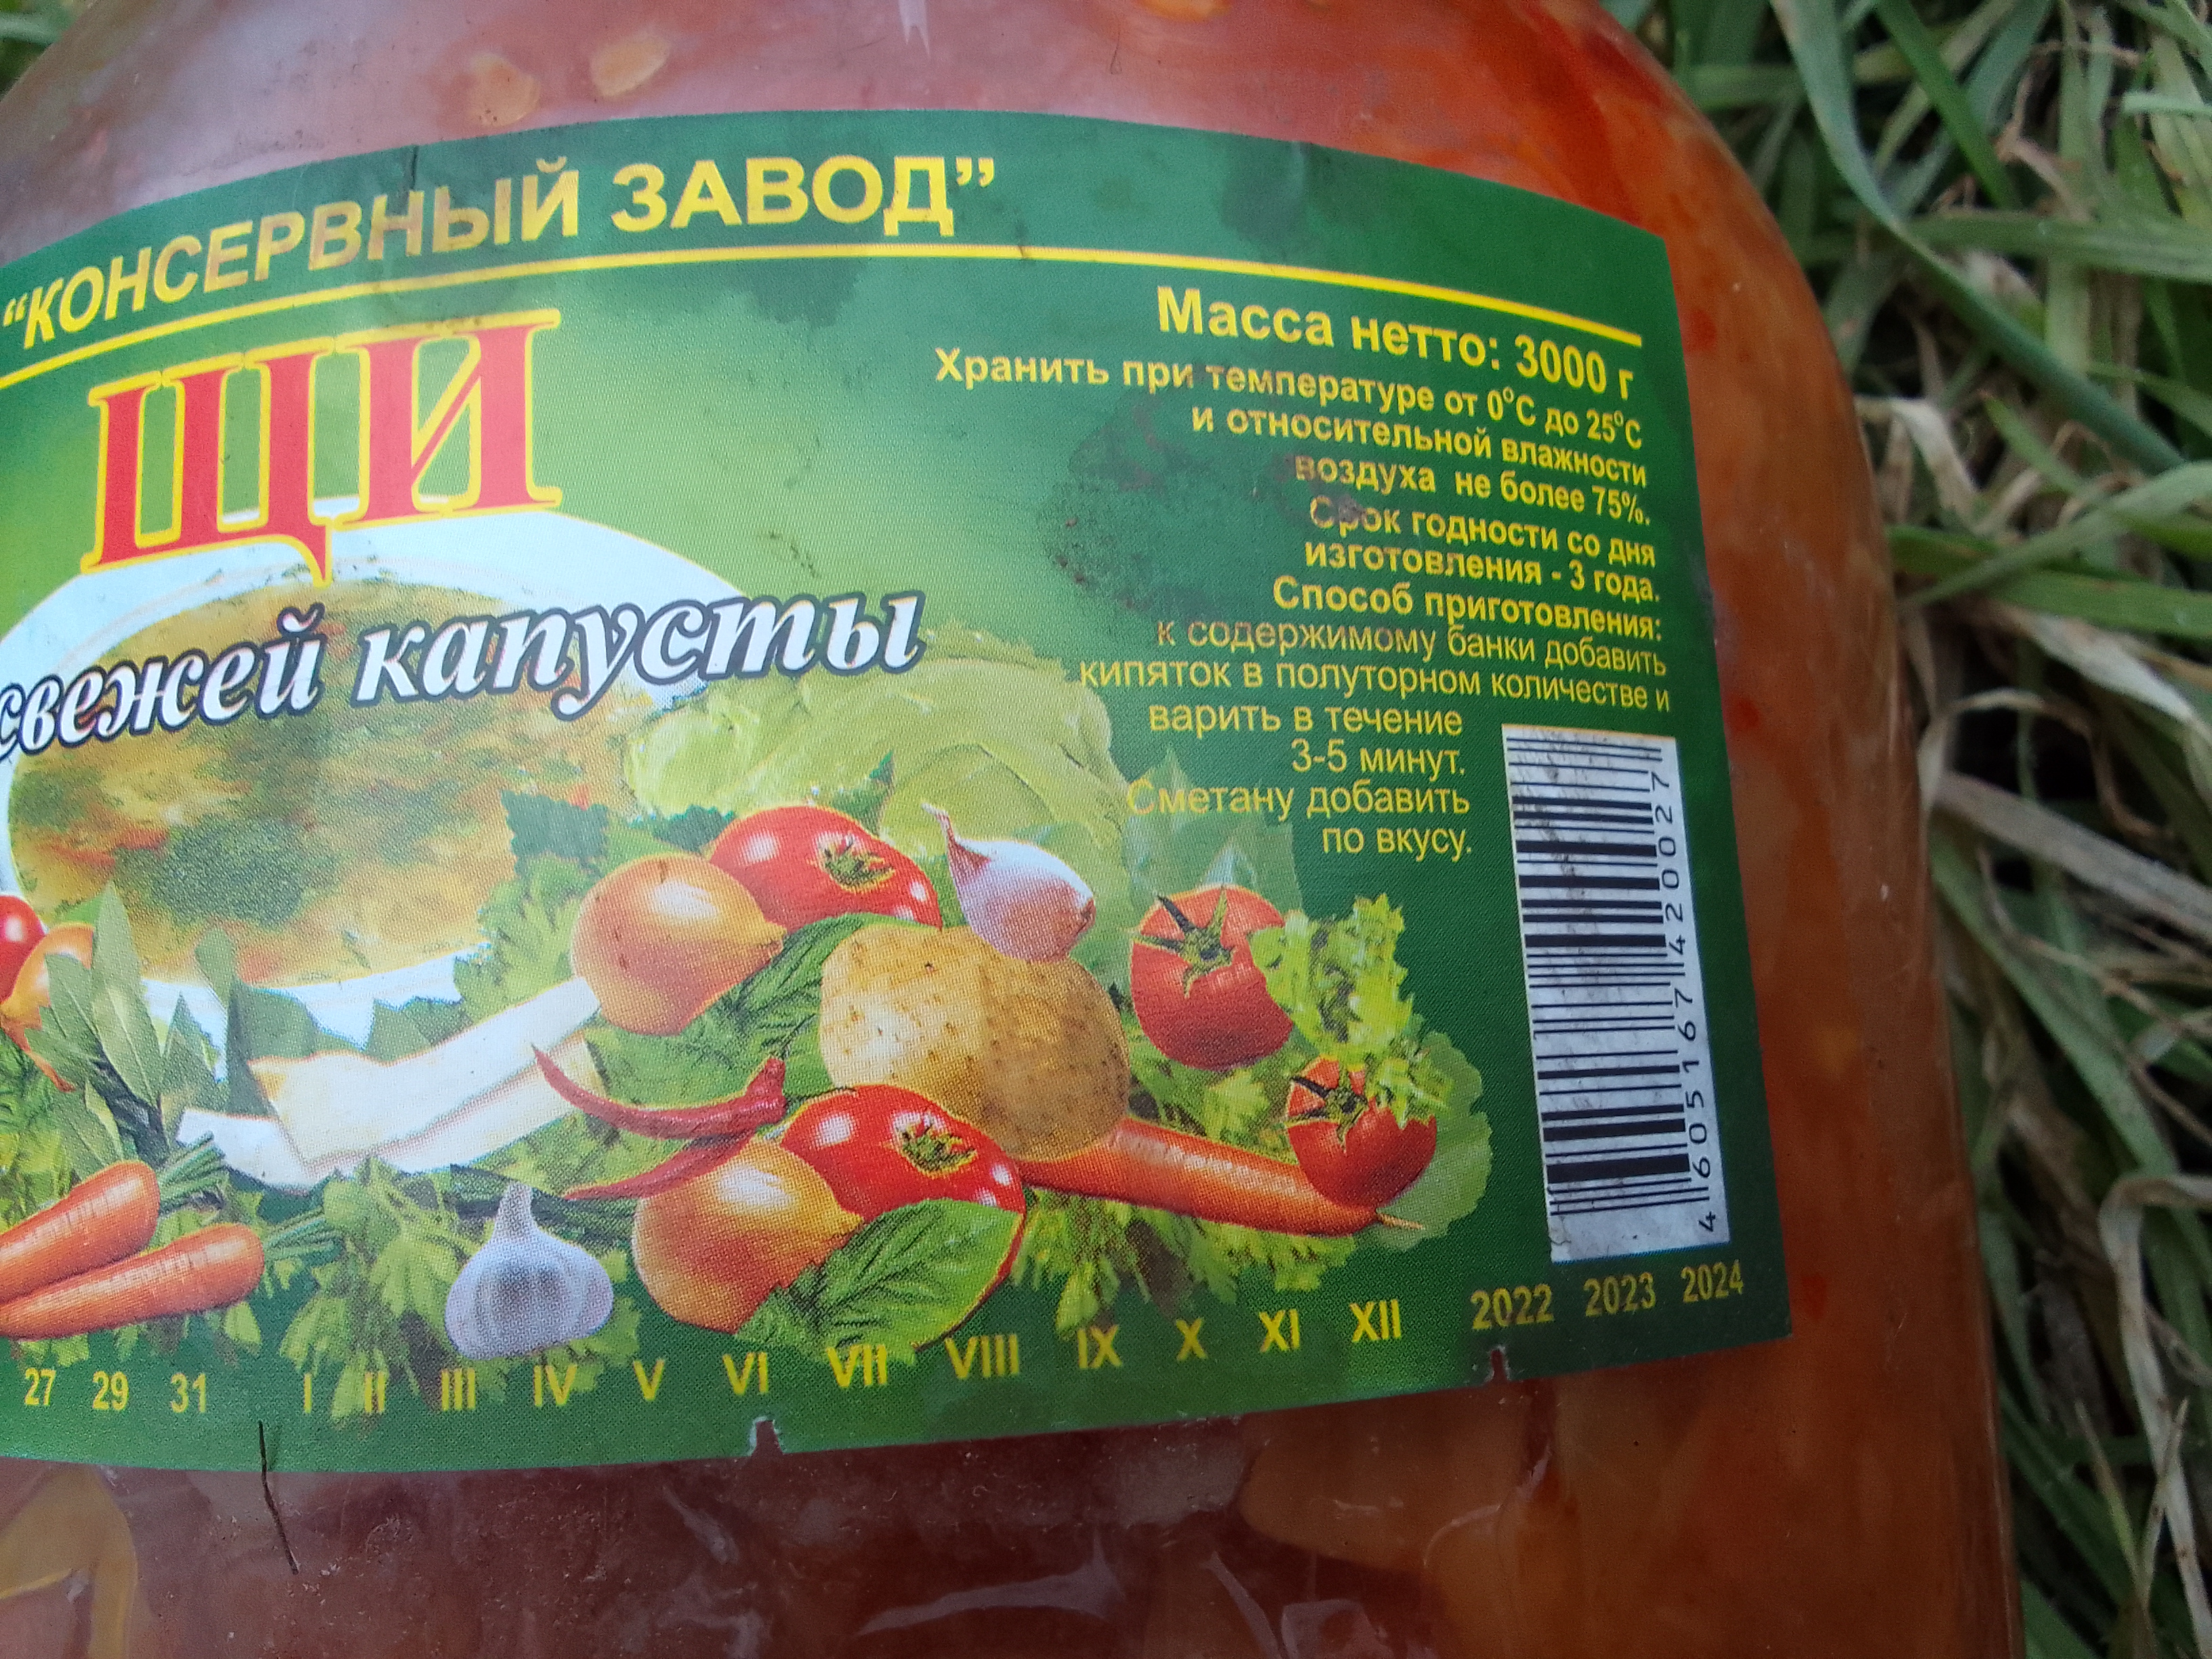 “КОНСЕРВНЫЙ ЗАВОД”
ЩИ
свежей капусты
Масса нетто: 3000 г
Хранить при температуре от 0°С до 25°С
и относительной влажности
воздуха не более 75%.
Срок годности со дня
изготовления - 3 года.
Способ приготовления:
к содержимому банки добавить
кипяток в полуторном количестве и
варить в течение
3-5 минут.
Сметану добавить
по вкусу.
4 605167 420027
27 29 31 I II III IV V VI VII VIII IX X XI XII 2022 2023 2024